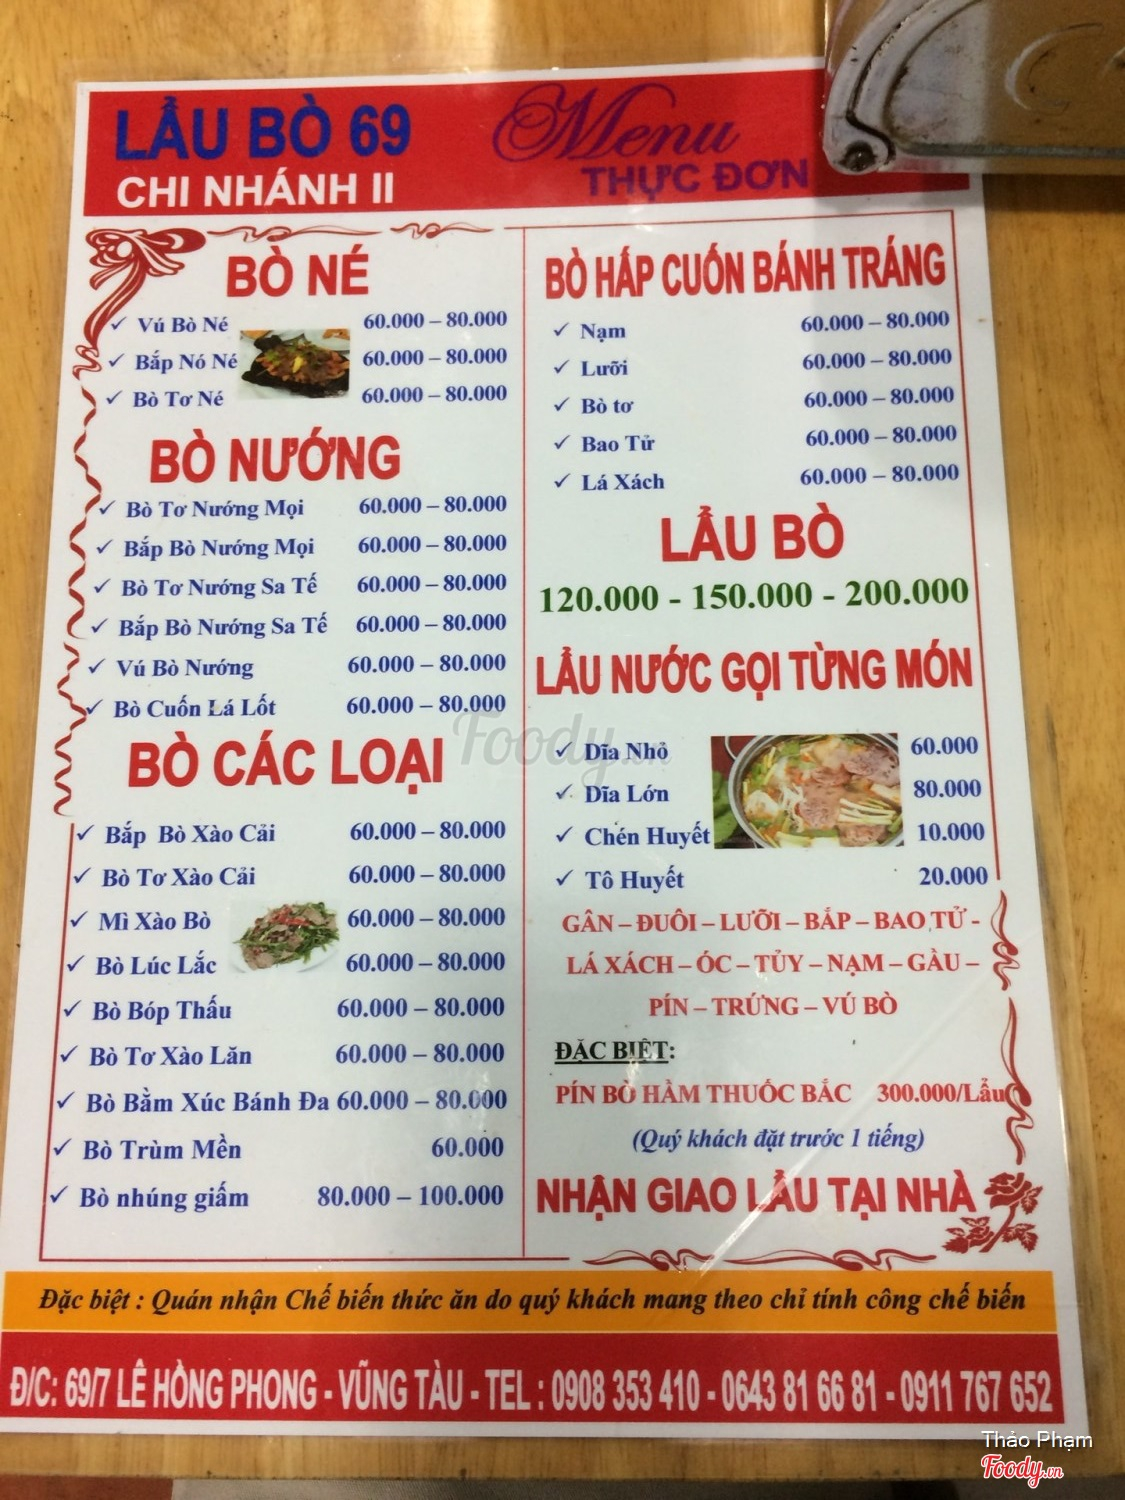 LẨU BÒ 69
CHI NHÁNH II
Menu
THỰC ĐƠN
BÒ NÉ
✓ Vú Bò Né 60.000 – 80.000
✓ Bắp Nó Né 60.000 – 80.000
✓ Bò Tơ Né 60.000 – 80.000
BÒ NƯỚNG
✓ Bò Tơ Nướng Mọi 60.000 – 80.000
✓ Bắp Bò Nướng Mọi 60.000 – 80.000
✓ Bò Tơ Nướng Sa Tế 60.000 – 80.000
✓ Bắp Bò Nướng Sa Tế 60.000 – 80.000
✓ Vú Bò Nướng 60.000 – 80.000
✓ Bò Cuốn Lá Lốt 60.000 – 80.000
BÒ CÁC LOẠI
✓ Bắp Bò Xào Cải 60.000 – 80.000
✓ Bò Tơ Xào Cải 60.000 – 80.000
✓ Mì Xào Bò 60.000 – 80.000
✓ Bò Lúc Lắc 60.000 – 80.000
✓ Bò Bóp Thấu 60.000 – 80.000
✓ Bò Tơ Xào Lăn 60.000 – 80.000
✓ Bò Bằm Xúc Bánh Đa 60.000 – 80.000
✓ Bò Trùm Mền 60.000
✓ Bò nhúng giấm 80.000 – 100.000
BÒ HẤP CUỐN BÁNH TRÁNG
✓ Nạm 60.000 – 80.000
✓ Lưỡi 60.000 – 80.000
✓ Bò tơ 60.000 – 80.000
✓ Bao Tử 60.000 – 80.000
✓ Lá Xách 60.000 – 80.000
LẨU BÒ
120.000 - 150.000 - 200.000
LẨU NƯỚC GỌI TỪNG MÓN
✓ Dĩa Nhỏ 60.000
✓ Dĩa Lớn 80.000
✓ Chén Huyết 10.000
✓ Tô Huyết 20.000
GÂN – ĐUÔI – LƯỠI – BẮP – BAO TỬ -
LÁ XÁCH – ÓC – TỦY – NẠM – GẦU –
PÍN – TRỨNG – VÚ BÒ
ĐẶC BIỆT:
PÍN BÒ HẦM THUỐC BẮC 300.000/Lẩu
(Quý khách đặt trước 1 tiếng)
NHẬN GIAO LẨU TẠI NHÀ
Đặc biệt : Quán nhận Chế biến thức ăn do quý khách mang theo chỉ tính công chế biến
Đ/C: 69/7 LÊ HỒNG PHONG - VŨNG TÀU - TEL : 0908 353 410 - 0643 81 66 81 - 0911 767 652
Foody.vn
Thảo Phạm
Foody.vn